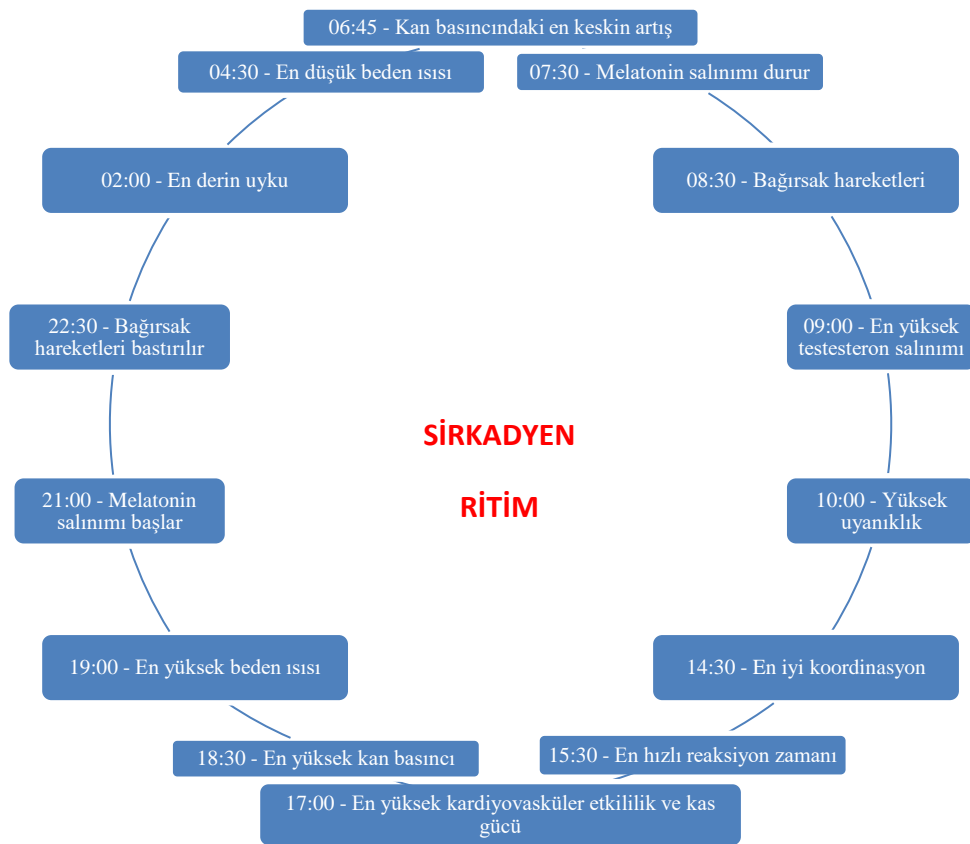 06:45 - Kan basıncındaki en keskin artış
07:30 - Melatonin salınımı durur
08:30 - Bağırsak hareketleri
09:00 - En yüksek
testesteron salınımı
10:00 - Yüksek
uyanıklık
14:30 - En iyi koordinasyon
15:30 - En hızlı reaksiyon zamanı
17:00 - En yüksek kardiyovasküler etkililik ve kas
gücü
18:30 - En yüksek kan basıncı
19:00 - En yüksek beden ısısı
21:00 - Melatonin
salınımı başlar
22:30 - Bağırsak
hareketleri bastırılır
02:00 - En derin uyku
04:30 - En düşük beden ısısı
SİRKADYEN
RİTİM